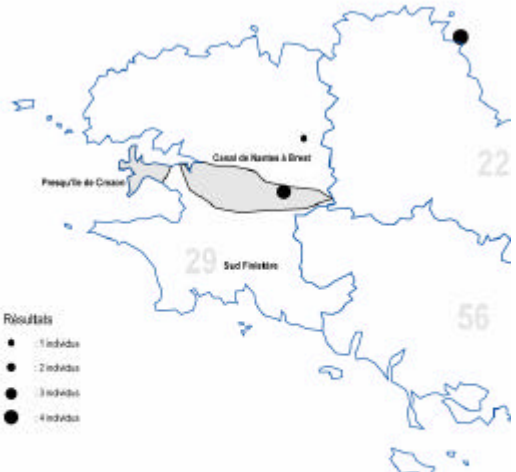 Canal de Nantes à Brest
22
Presqu'île de Crozon
29
Sud Finistère
56
Résultats
: 1 individus
: 2 individus
: 3 individus
: 4 individus